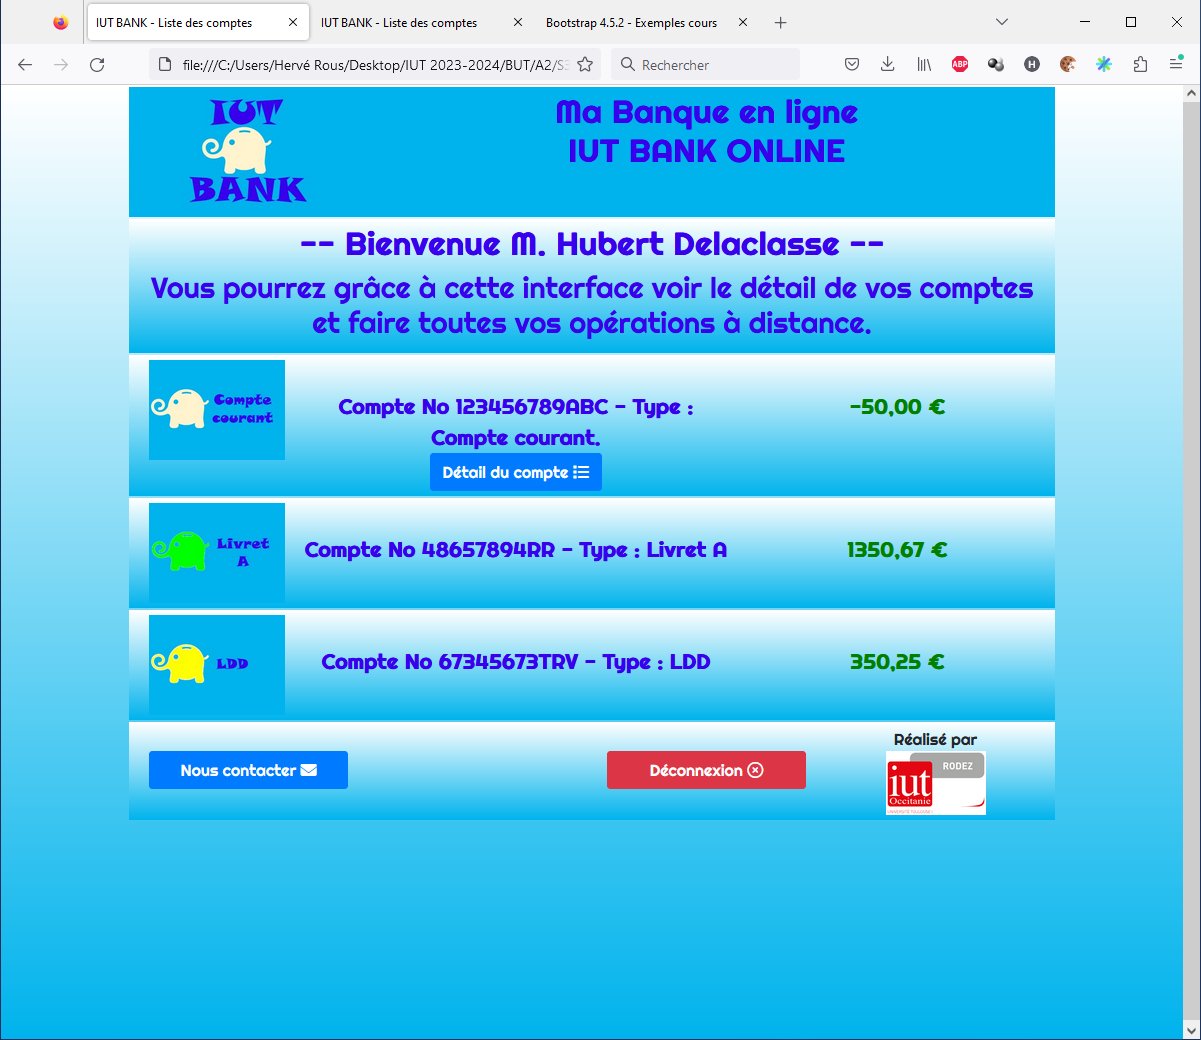 IUT BANK - Liste des comptes
IUT BANK - Liste des comptes
Bootstrap 4.5.2 - Exemples cours
file:///C:/Users/Hervé Rous/Desktop/IUT 2023-2024/BUT/A2/S3
Rechercher
ABP
H
IUT
BANK
Ma Banque en ligne
IUT BANK ONLINE
-- Bienvenue M. Hubert Delaclasse --
Vous pourrez grâce à cette interface voir le détail de vos comptes
et faire toutes vos opérations à distance.
Compte
courant
Compte No 123456789ABC - Type :
Compte courant.
-50,00 €
Détail du compte
Livret
A
Compte No 48657894RR - Type : Livret A
1350,67 €
LDD
Compte No 67345673TRV - Type : LDD
350,25 €
Nous contacter
Déconnexion
Réalisé par
RODEZ
iut
Occitanie